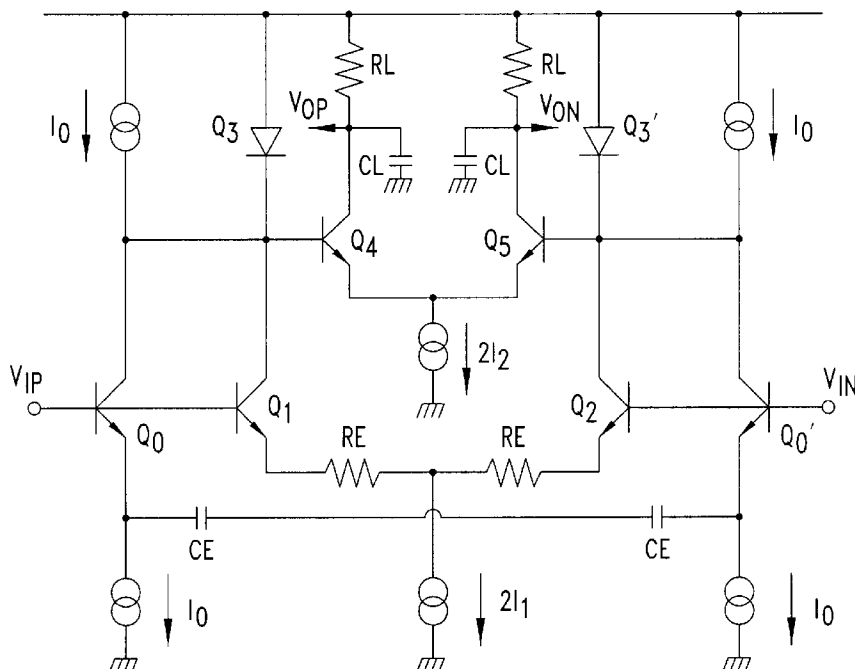 RL
RL
VOP
VON
I0
Q3
Q3'
I0
CL
CL
Q4
Q5
2I2
VIP
VIN
Q0
Q1
Q2
Q0'
RE
RE
CE
CE
I0
2I1
I0